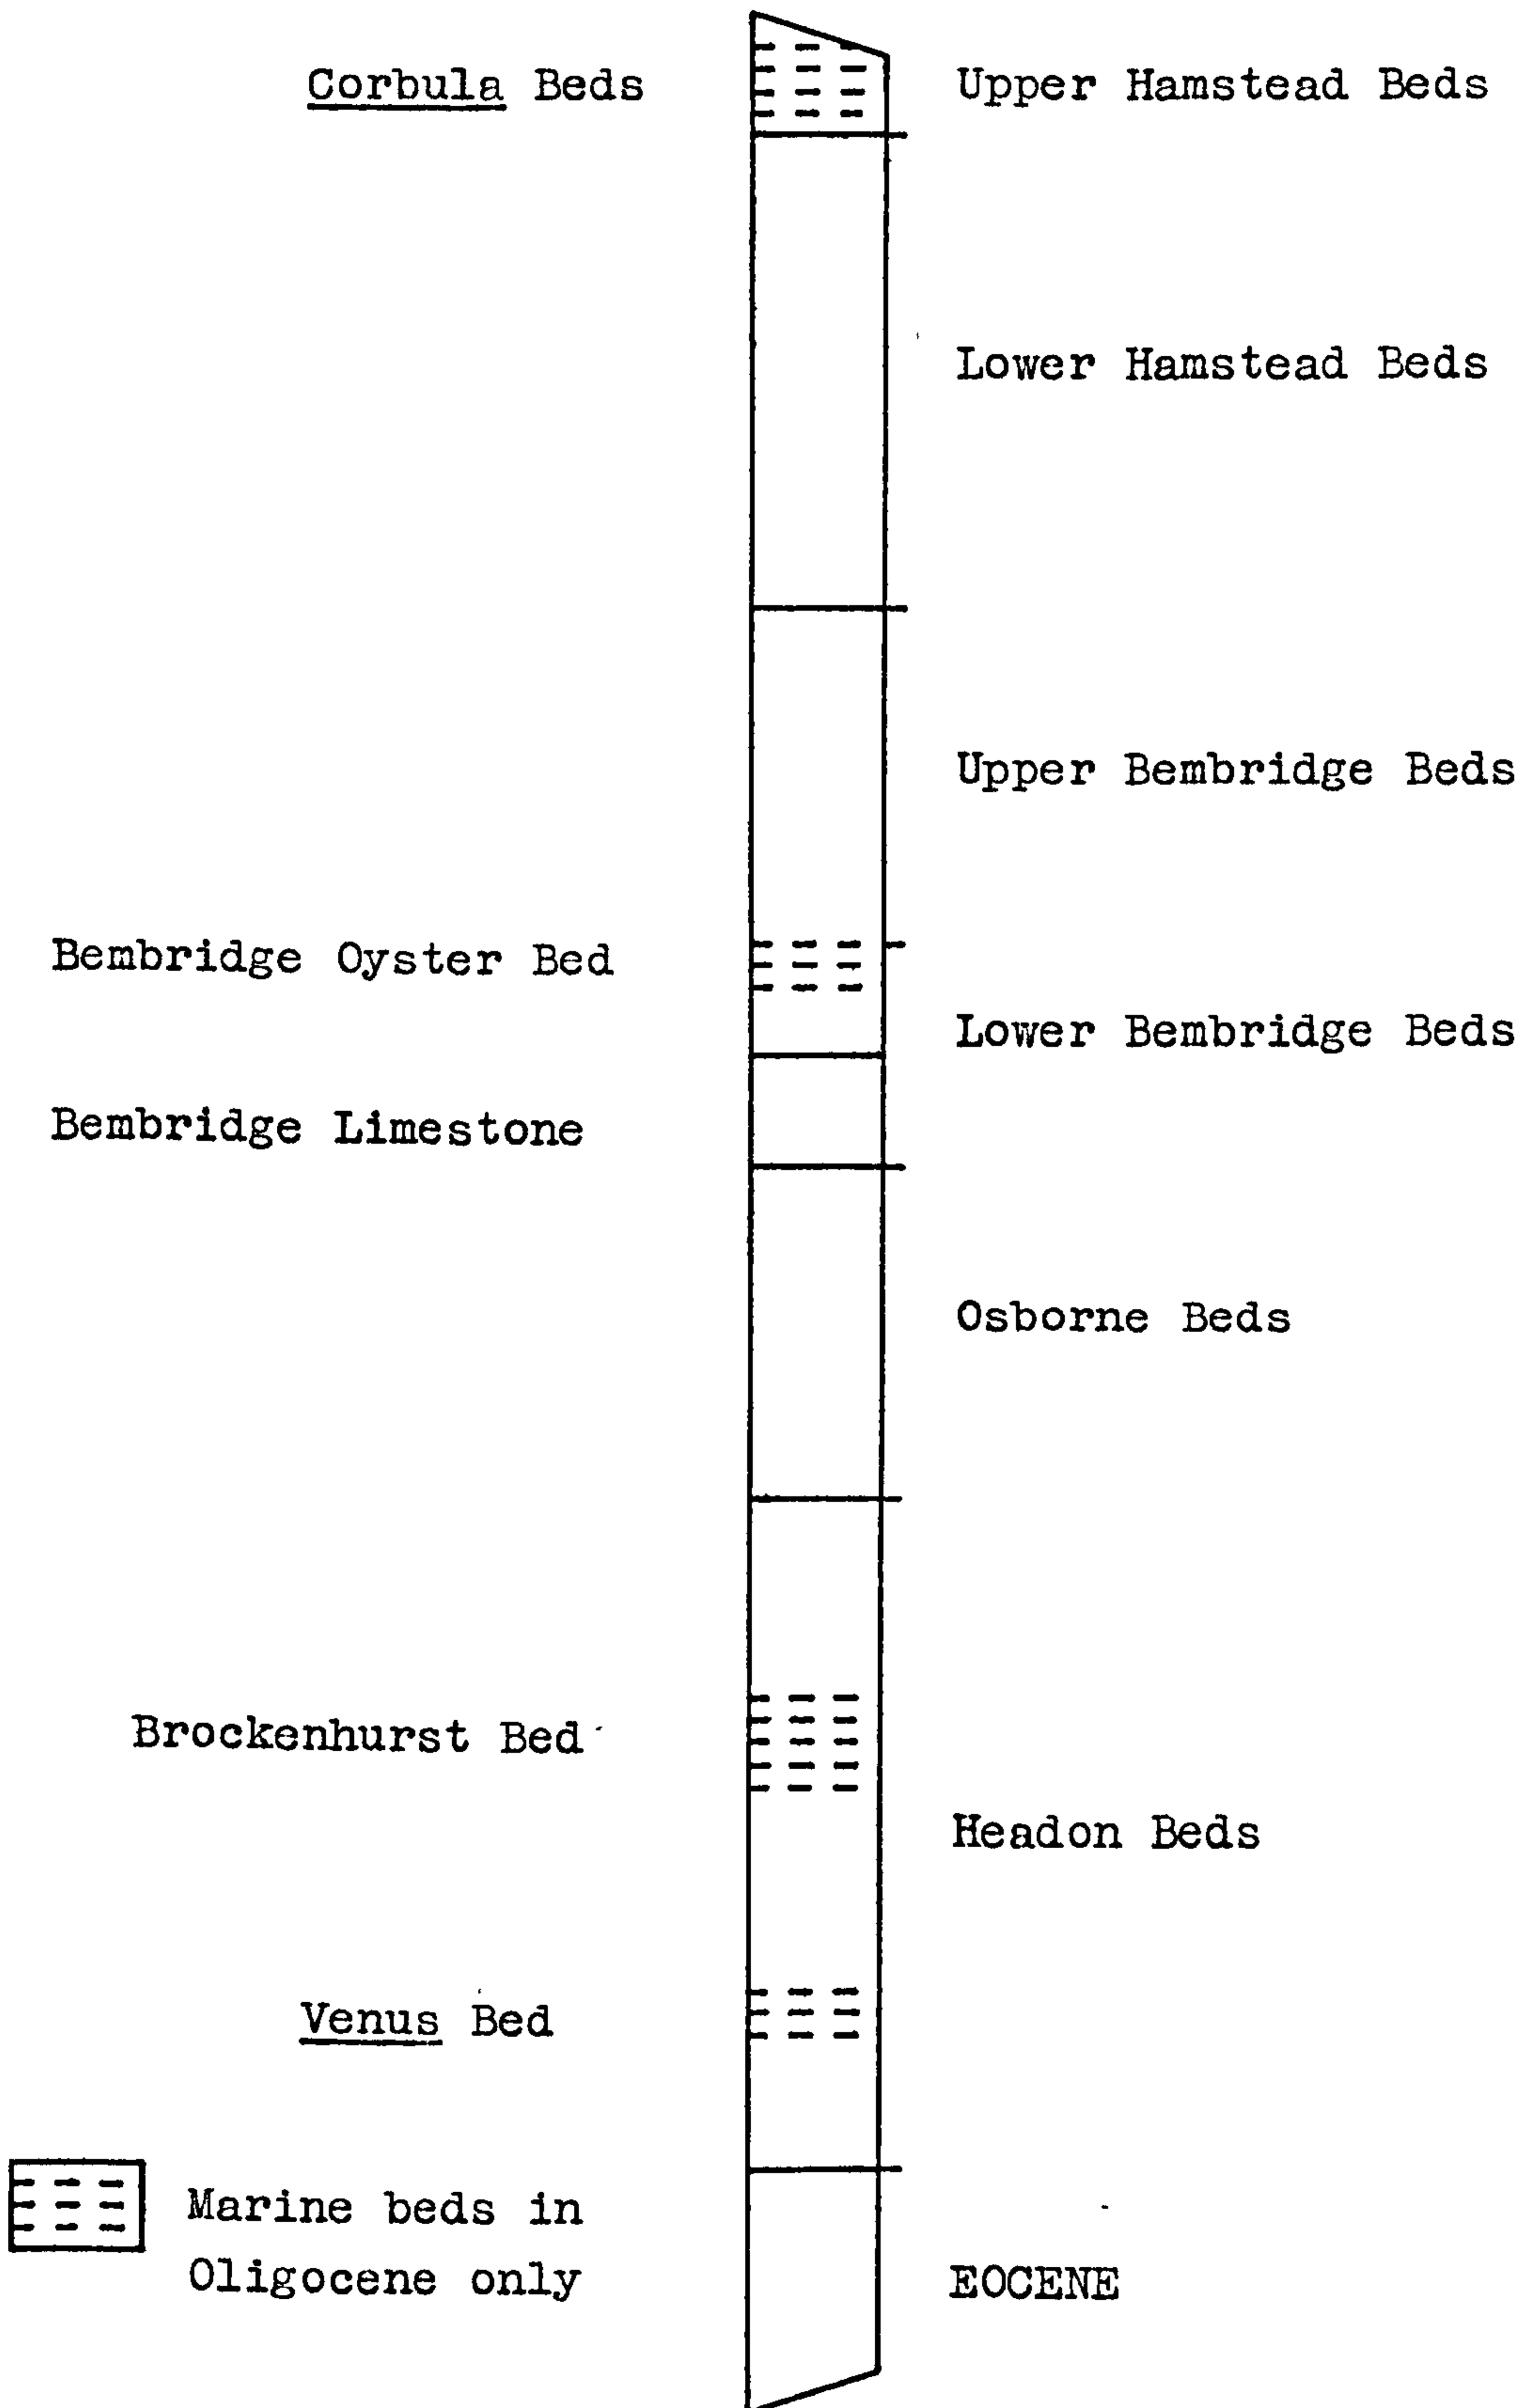 Corbula Beds
Upper Hamstead Beds
Lower Hamstead Beds
Upper Bembridge Beds
Bembridge Oyster Bed
Lower Bembridge Beds
Bembridge Limestone
Osborne Beds
Brockenhurst Bed
Headon Beds
Venus Bed
Marine beds in
Oligocene only
EOCENE